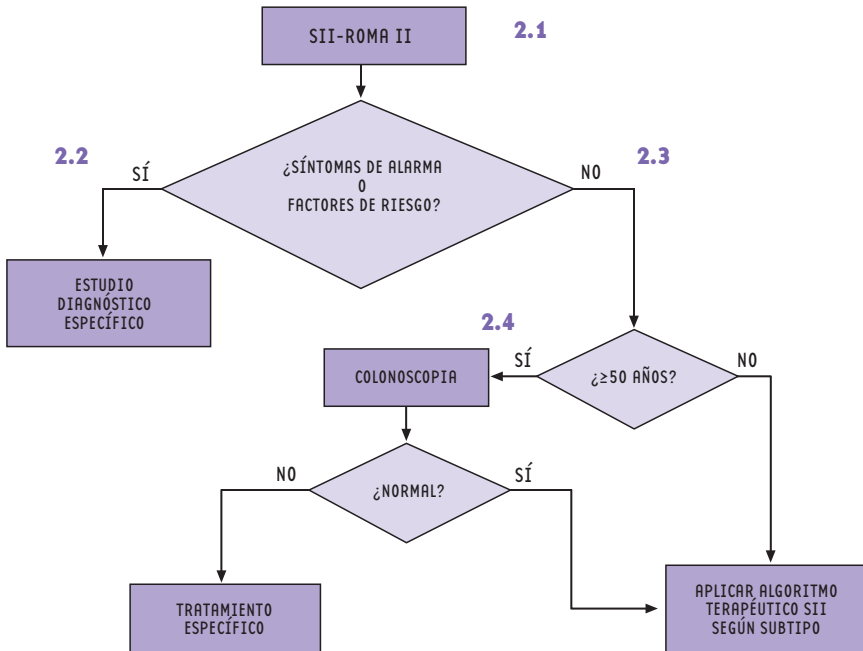 SII-ROMA II
2.1
2.2
SÍ
¿SÍNTOMAS DE ALARMA
O
FACTORES DE RIESGO?
NO
2.3
ESTUDIO
DIAGNÓSTICO
ESPECÍFICO
2.4
COLONOSCOPIA
SÍ
¿≥50 AÑOS?
NO
NO
¿NORMAL?
SÍ
TRATAMIENTO
ESPECÍFICO
APLICAR ALGORITMO
TERAPÉUTICO SII
SEGÚN SUBTIPO